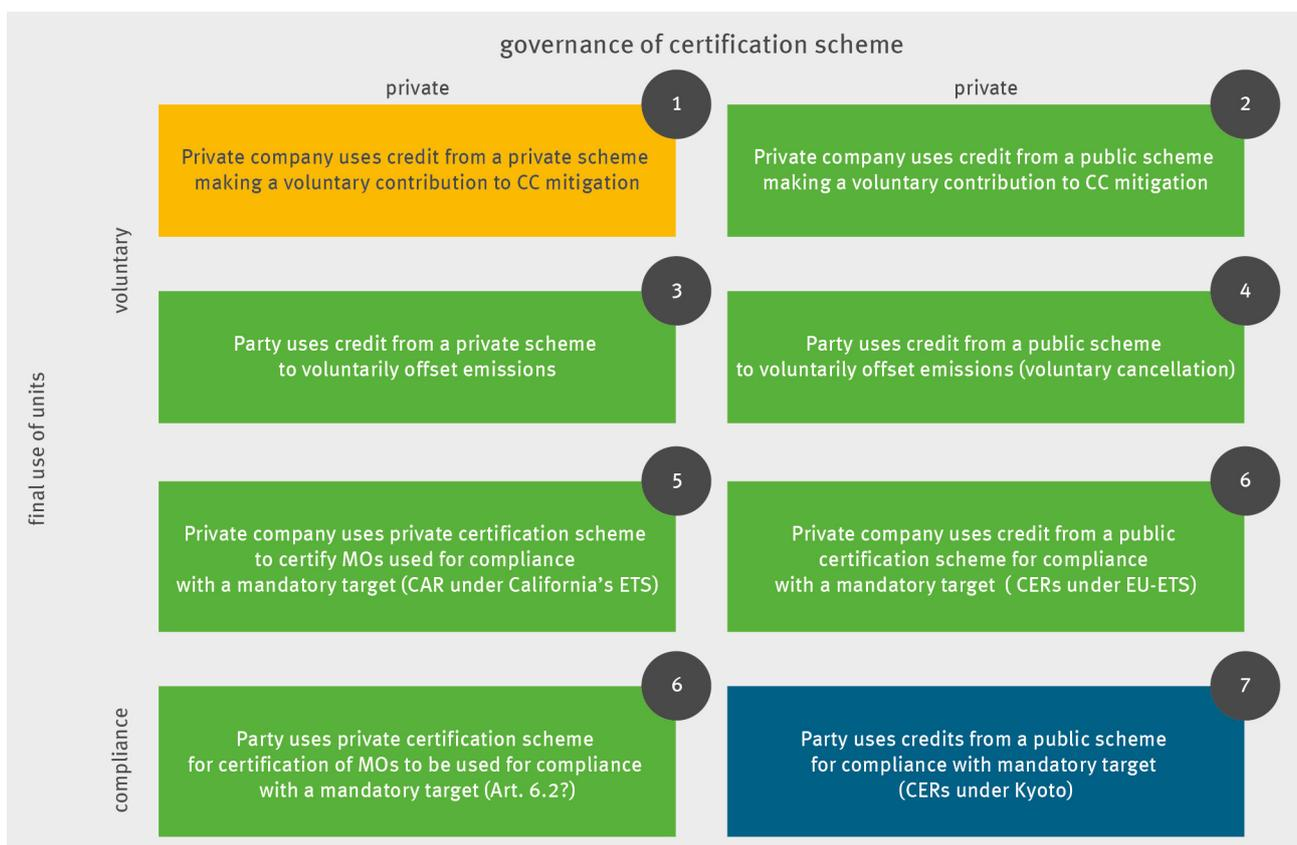 governance of certification scheme
private
private
1
2
Private company uses credit from a private scheme
making a voluntary contribution to CC mitigation
Private company uses credit from a public scheme
making a voluntary contribution to CC mitigation
voluntary
3
4
Party uses credit from a private scheme
to voluntarily offset emissions
Party uses credit from a public scheme
to voluntarily offset emissions (voluntary cancellation)
final use of units
5
6
Private company uses private certification scheme
to certify MOs used for compliance
with a mandatory target (CAR under California’s ETS)
Private company uses credit from a public
certification scheme for compliance
with a mandatory target ( CERs under EU-ETS)
compliance
6
7
Party uses private certification scheme
for certification of MOs to be used for compliance
with a mandatory target (Art. 6.2?)
Party uses credits from a public scheme
for compliance with mandatory target
(CERs under Kyoto)